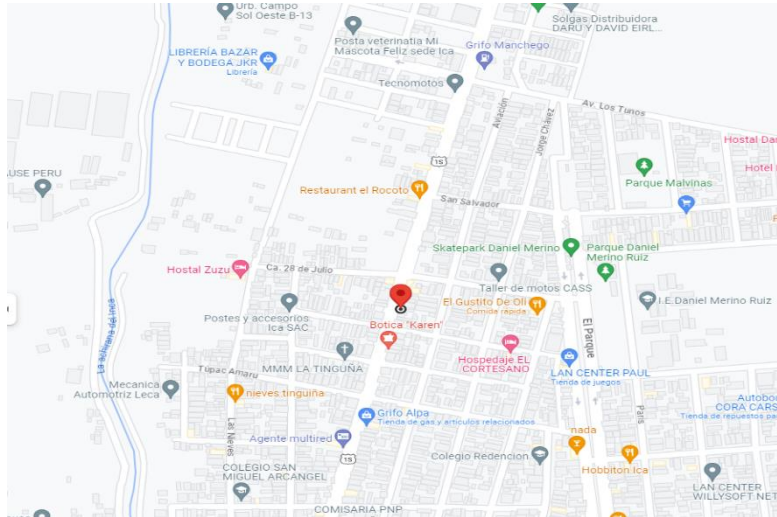 Urb. Campo
Sol Oeste B-13
Solgas Distribuidora
DARU Y DAVID EIRL...
Posta veterinatia Mi
Mascota Feliz sede Ica
Grifo Manchego
LIBRERÍA BAZAR
Y BODEGA JKR
Librería
Tecnomotos
Av. Los Tunos
Aviación
Jorge Chávez
Hostal Da
Hotel
1S
AUSE PERU
Parque Malvinas
Restaurant el Rocoto
San Salvador
Skatepark Daniel Merino
Parque Daniel
Merino Ruiz
Hostal Zuzu
Ca. 28 de Julio
Taller de motos CASS
El Gustito De Oli
Comida rápida
I.E.Daniel Merino Ruiz
Postes y accesorios
Ica SAC
La achirana del inca
Botica "Karen"
El Parque
MMM LA TINGUIÑA
Hospedaje EL
CORTESANO
LAN CENTER PAUL
Tienda de juegos
Tupac Amaru
Mecanica
Automotriz Leca
nieves tinguiña
Autobo
CORA CARS
Tienda de repuestos pa
Grifo Alpa
Tienda de gas y artículos relacionados
Las Nieves
Paris
Agente multired
nada
1S
Colegio Redención
Hobbiton Ica
COLEGIO SAN
MIGUEL ARCANGEL
LAN CENTER
WILLYSOFT NET
COMISARIA PNP